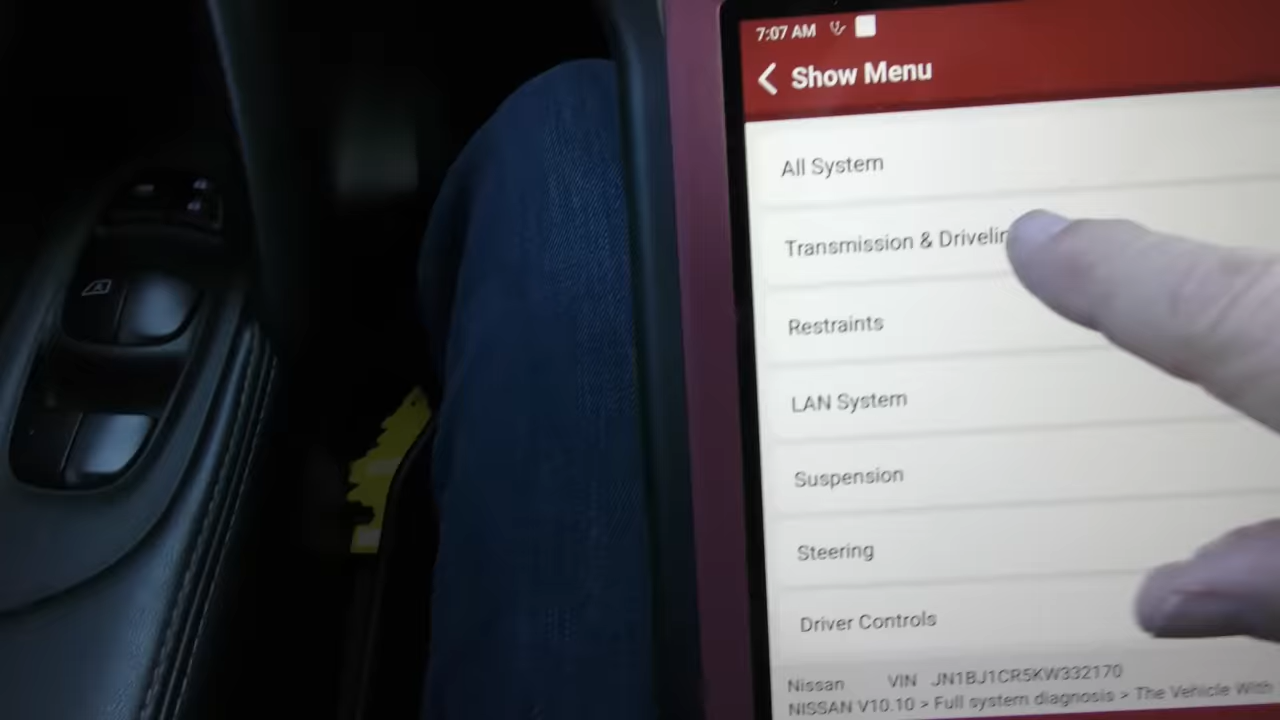 7:07 AM
Show Menu
All System
Transmission & Drivelin
Restraints
LAN System
Suspension
Steering
Driver Controls
Nissan VIN JN1BJ1CR5KW332170
NISSAN V10.10 > Full system diagnosis > The Vehicle With
A